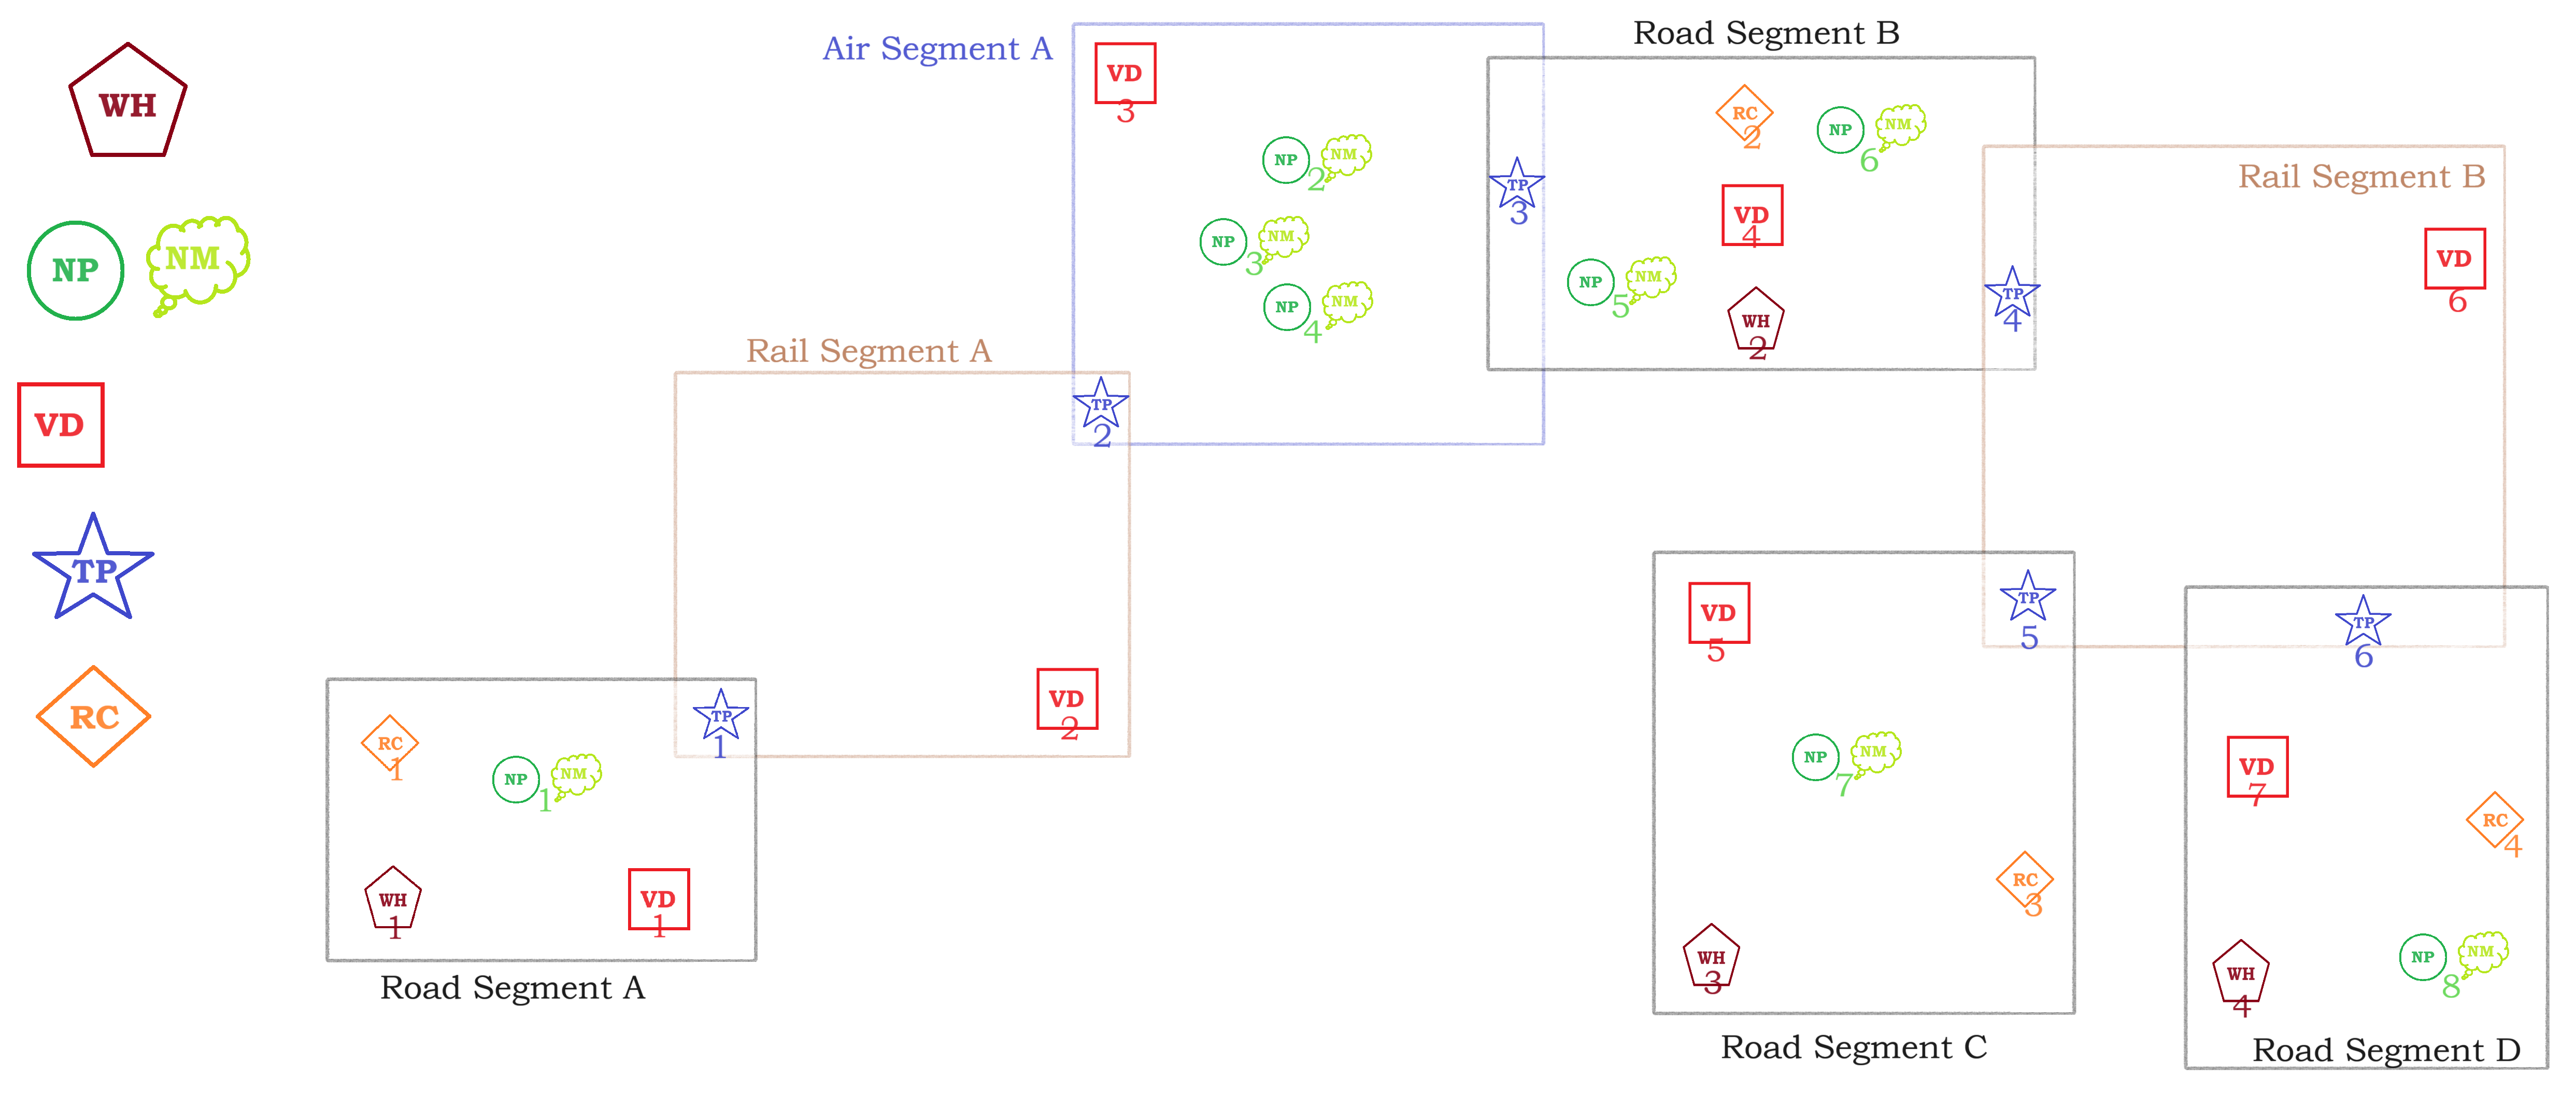 WH
NP NM
VD
TP
RC
Air Segment A
VD
3
NP
2
NM
NP
3
NM
NP
4
NM
TP
2
Road Segment B
TP
3
RC
2
NP
6
NM
VD
4
NP
5
NM
WH
2
TP
4
Rail Segment B
VD
6
Rail Segment A
VD
2
TP
1
RC
1
NP
1
NM
WH
1
VD
1
Road Segment A
VD
5
TP
5
NP
7
NM
RC
3
WH
3
Road Segment C
TP
6
VD
7
RC
4
WH
4
NP
8
NM
Road Segment D